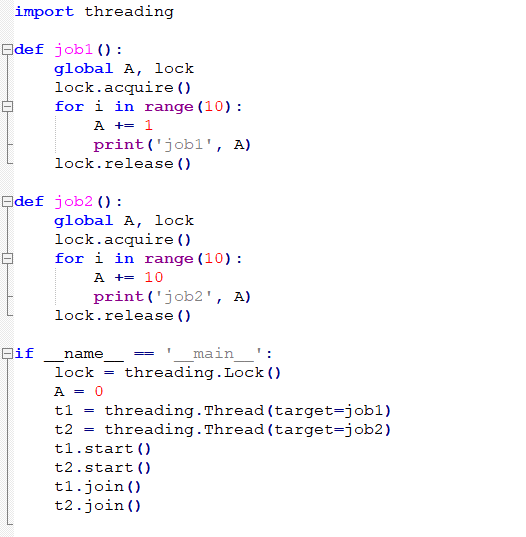 import threading

def job1():
    global A, lock
    lock.acquire()
    for i in range(10):
        A += 1
        print('job1', A)
    lock.release()

def job2():
    global A, lock
    lock.acquire()
    for i in range(10):
        A += 10
        print('job2', A)
    lock.release()

if __name__ == '__main__':
    lock = threading.Lock()
    A = 0
    t1 = threading.Thread(target=job1)
    t2 = threading.Thread(target=job2)
    t1.start()
    t2.start()
    t1.join()
    t2.join()